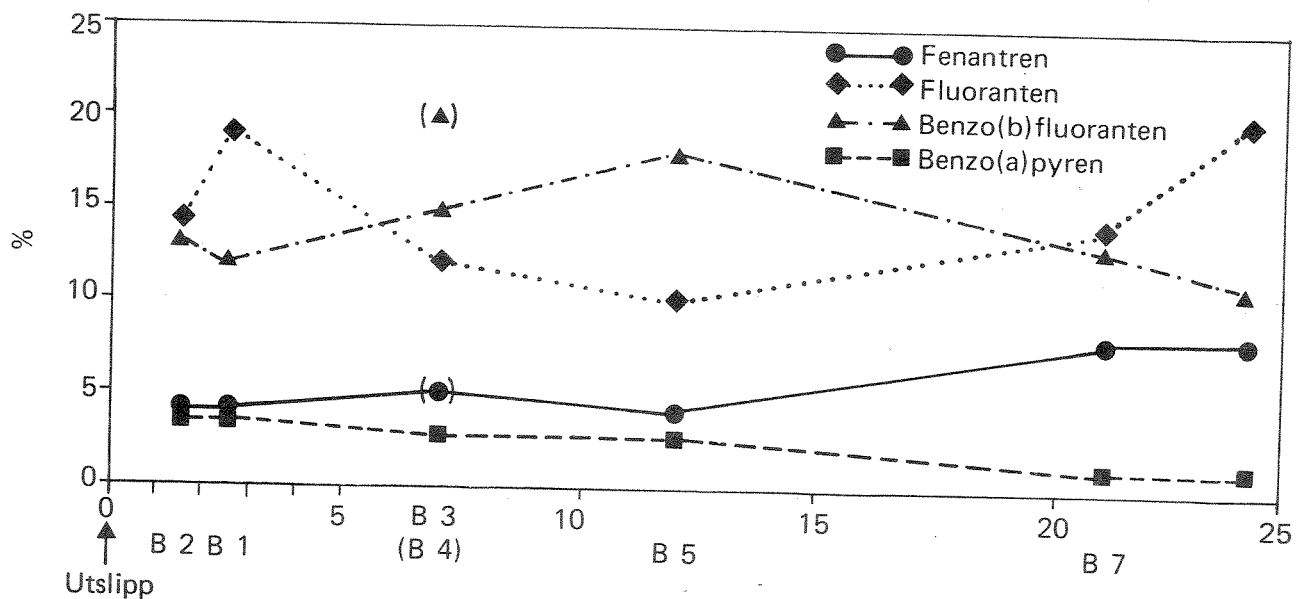 25
20
15
10
5
0
%
Fenantren
Fluoranten
Benzo(b)fluoranten
Benzo(a)pyren
( )
( )
0 5 10 15 20 25
B 2 B 1 B 3 B 5 B 7
(B 4)
Utslipp